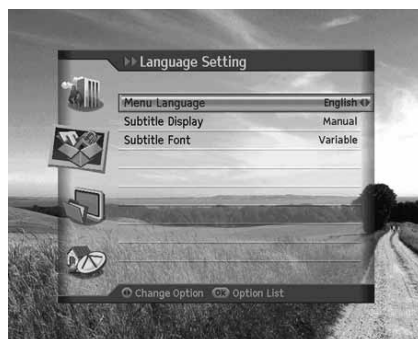 Language Setting
Menu Language English
Subtitle Display Manual
Subtitle Font Variable
Change Option OK Option List